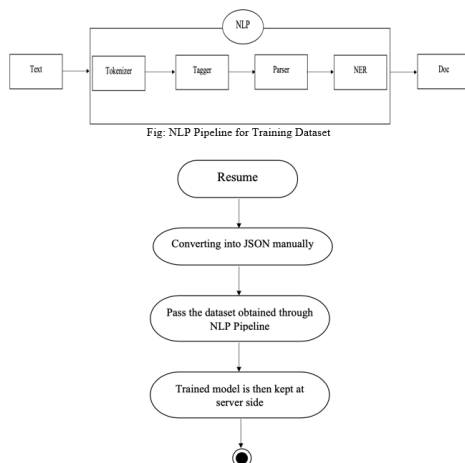 NLP
Text
Tokenizer
Tagger
Parser
NER
Doc
Fig: NLP Pipeline for Training Dataset
Resume
Converting into JSON manually
Pass the dataset obtained through
NLP Pipeline
Trained model is then kept at
server side